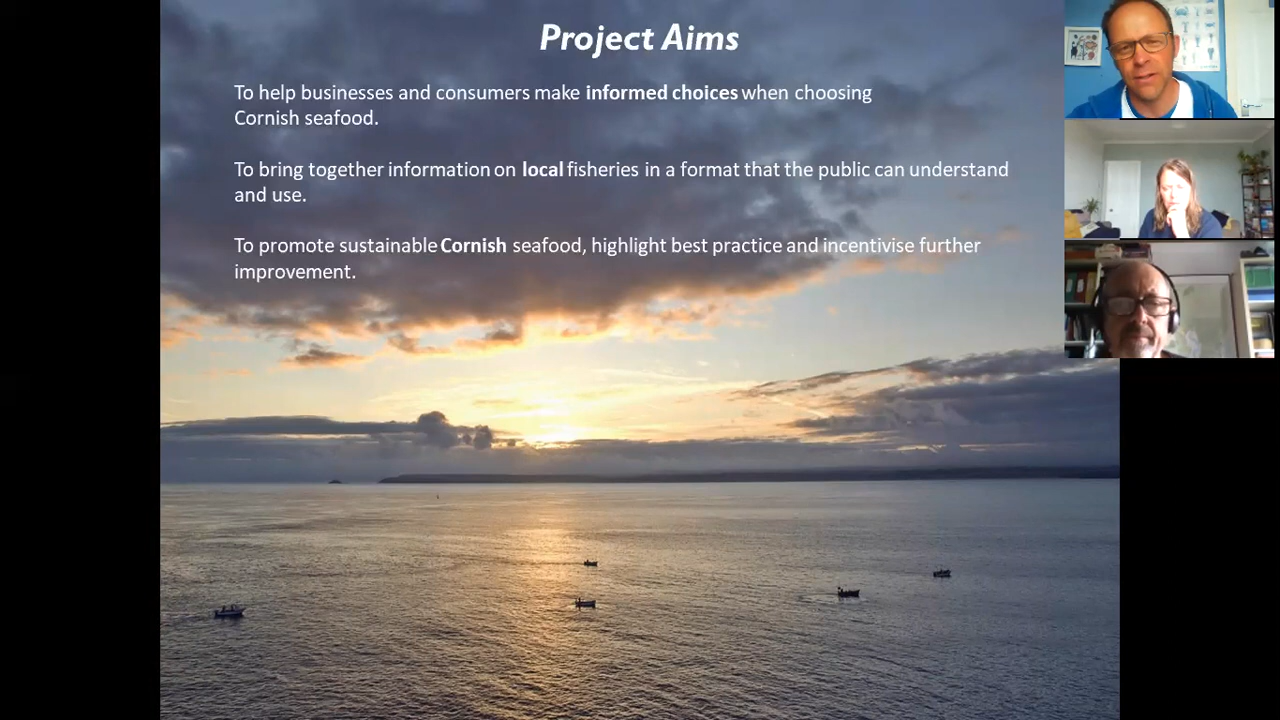 Project Aims
To help businesses and consumers make informed choices when choosing
Cornish seafood.
To bring together information on local fisheries in a format that the public can understand
and use.
To promote sustainable Cornish seafood, highlight best practice and incentivise further
improvement.